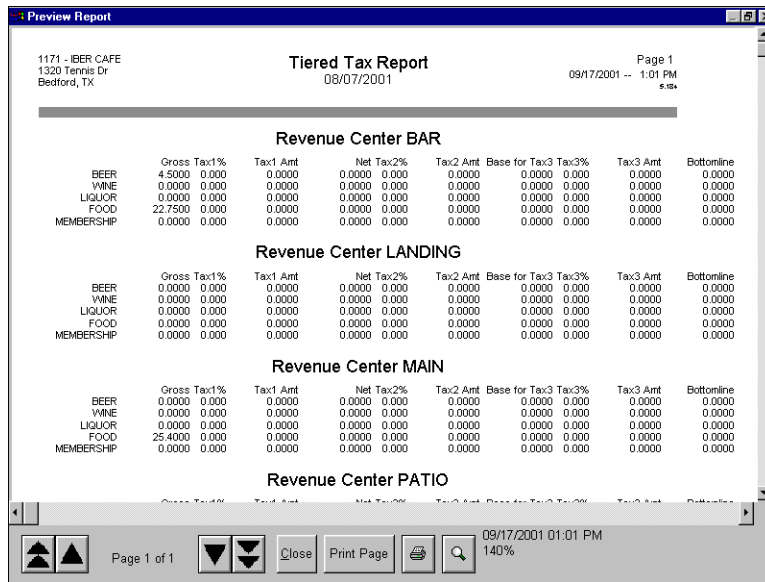 Preview Report
1171 - IBER CAFE
1320 Tennis Dr
Bedford, TX
Tiered Tax Report
08/07/2001
Page 1
09/17/2001 -- 1:01 PM
5.184
Revenue Center BAR
Gross Tax1% Tax1 Amt Net Tax2% Tax2 Amt Base for Tax3 Tax3% Tax3 Amt Bottomline
BEER 4.5000 0.000 0.0000 0.0000 0.000 0.0000 0.0000 0.000 0.0000 0.0000
WINE 0.0000 0.000 0.0000 0.0000 0.000 0.0000 0.0000 0.000 0.0000 0.0000
LIQUOR 0.0000 0.000 0.0000 0.0000 0.000 0.0000 0.0000 0.000 0.0000 0.0000
FOOD 22.7500 0.000 0.0000 0.0000 0.000 0.0000 0.0000 0.000 0.0000 0.0000
MEMBERSHIP 0.0000 0.000 0.0000 0.0000 0.000 0.0000 0.0000 0.000 0.0000 0.0000
Revenue Center LANDING
Gross Tax1% Tax1 Amt Net Tax2% Tax2 Amt Base for Tax3 Tax3% Tax3 Amt Bottomline
BEER 0.0000 0.000 0.0000 0.0000 0.000 0.0000 0.0000 0.000 0.0000 0.0000
WINE 0.0000 0.000 0.0000 0.0000 0.000 0.0000 0.0000 0.000 0.0000 0.0000
LIQUOR 0.0000 0.000 0.0000 0.0000 0.000 0.0000 0.0000 0.000 0.0000 0.0000
FOOD 0.0000 0.000 0.0000 0.0000 0.000 0.0000 0.0000 0.000 0.0000 0.0000
MEMBERSHIP 0.0000 0.000 0.0000 0.0000 0.000 0.0000 0.0000 0.000 0.0000 0.0000
Revenue Center MAIN
Gross Tax1% Tax1 Amt Net Tax2% Tax2 Amt Base for Tax3 Tax3% Tax3 Amt Bottomline
BEER 0.0000 0.000 0.0000 0.0000 0.000 0.0000 0.0000 0.000 0.0000 0.0000
WINE 0.0000 0.000 0.0000 0.0000 0.000 0.0000 0.0000 0.000 0.0000 0.0000
LIQUOR 0.0000 0.000 0.0000 0.0000 0.000 0.0000 0.0000 0.000 0.0000 0.0000
FOOD 25.4000 0.000 0.0000 0.0000 0.000 0.0000 0.0000 0.000 0.0000 0.0000
MEMBERSHIP 0.0000 0.000 0.0000 0.0000 0.000 0.0000 0.0000 0.000 0.0000 0.0000
Revenue Center PATIO
Gross Tax1% Tax1 Amt Net Tax2% Tax2 Amt Base for Tax3 Tax3% Tax3 Amt Bottomline
Page 1 of 1
Close
Print Page
09/17/2001 01:01 PM
140%